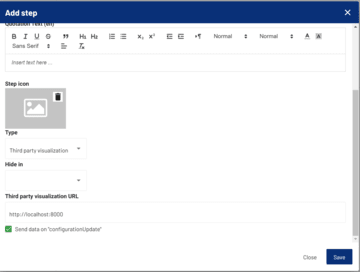 Add step
Quotation Text (en)
B I U S H₁ H₂ X₂ X² ¶ Normal Normal A A
Sans Serif
Insert text here ...
Step icon
Type
Third party visualization
Hide in
Third party visualization URL
http://localhost:8000
Send data on "configurationUpdate"
Close Save